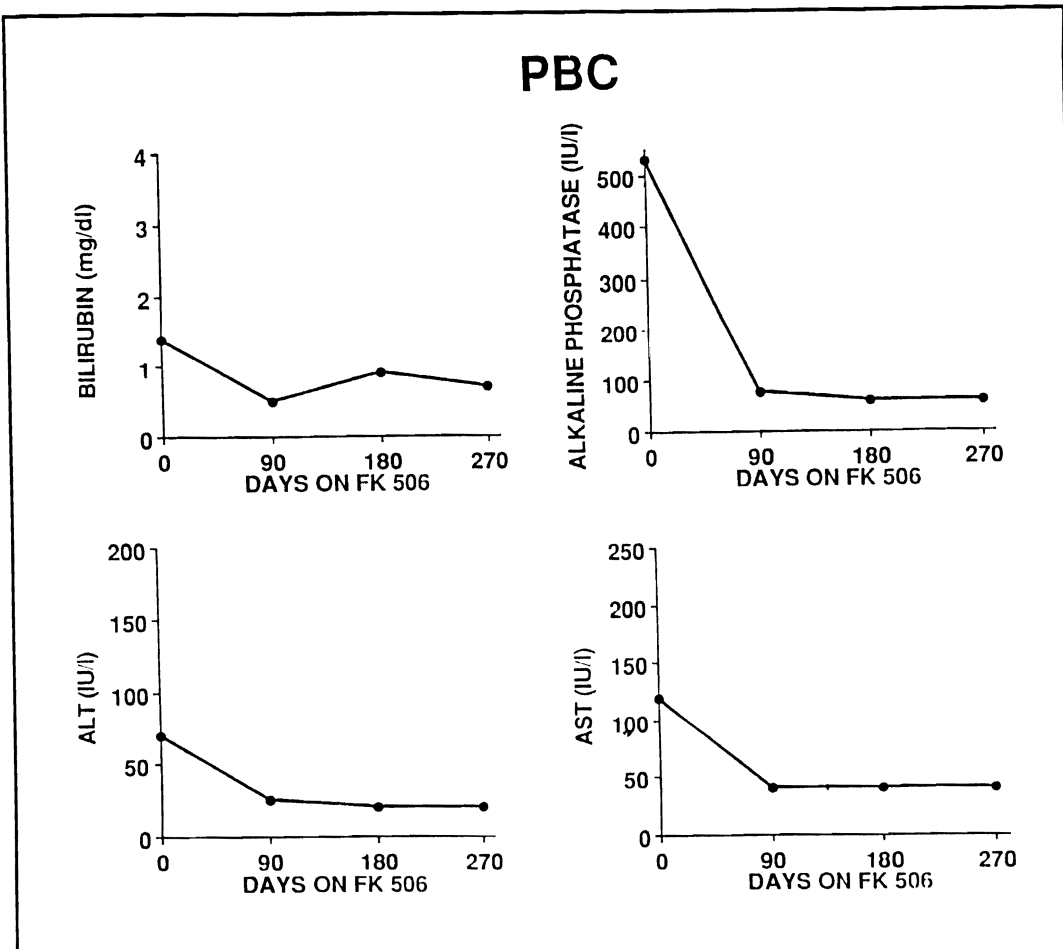 PBC
BILIRUBIN (mg/dl)
4
3
2
1
0
0 90 180 270
DAYS ON FK 506
ALKALINE PHOSPHATASE (IU/l)
500
400
300
200
100
0
0 90 180 270
DAYS ON FK 506
ALT (IU/l)
200
150
100
50
0
0 90 180 270
DAYS ON FK 506
AST (IU/l)
250
200
150
100
50
0
0 90 180 270
DAYS ON FK 506